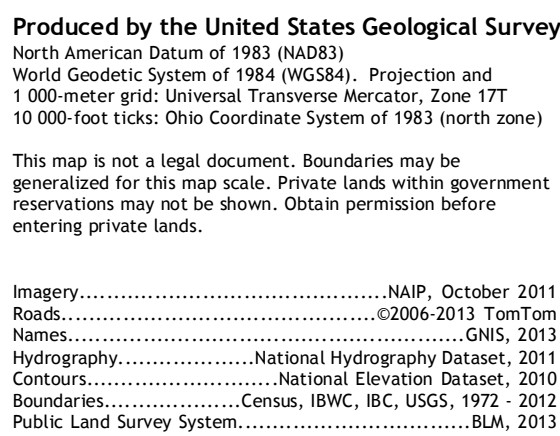 Produced by the United States Geological Survey
North American Datum of 1983 (NAD83)
World Geodetic System of 1984 (WGS84).  Projection and
1 000-meter grid: Universal Transverse Mercator, Zone 17T
10 000-foot ticks: Ohio Coordinate System of 1983 (north zone)
This map is not a legal document. Boundaries may be
generalized for this map scale. Private lands within government
reservations may not be shown. Obtain permission before
entering private lands.
Imagery.............................................NAIP, October 2011
Roads..............................................©2006-2013 TomTom
Names..........................................................GNIS, 2013
Hydrography....................National Hydrography Dataset, 2011
Contours............................National Elevation Dataset, 2010
Boundaries....................Census, IBWC, IBC, USGS, 1972 - 2012
Public Land Survey System..................................BLM, 2013